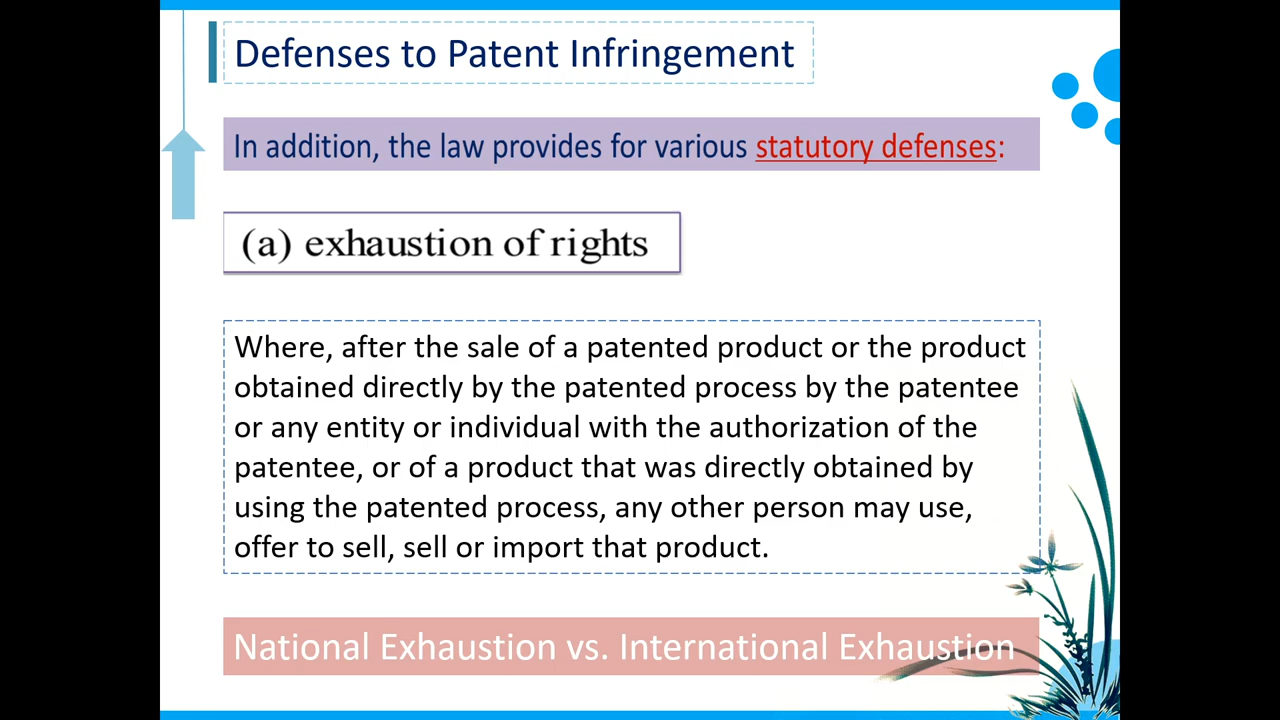 Defenses to Patent Infringement
In addition, the law provides for various statutory defenses:
(a) exhaustion of rights
Where, after the sale of a patented product or the product
obtained directly by the patented process by the patentee
or any entity or individual with the authorization of the
patentee, or of a product that was directly obtained by
using the patented process, any other person may use,
offer to sell, sell or import that product.
National Exhaustion vs. International Exhaustion